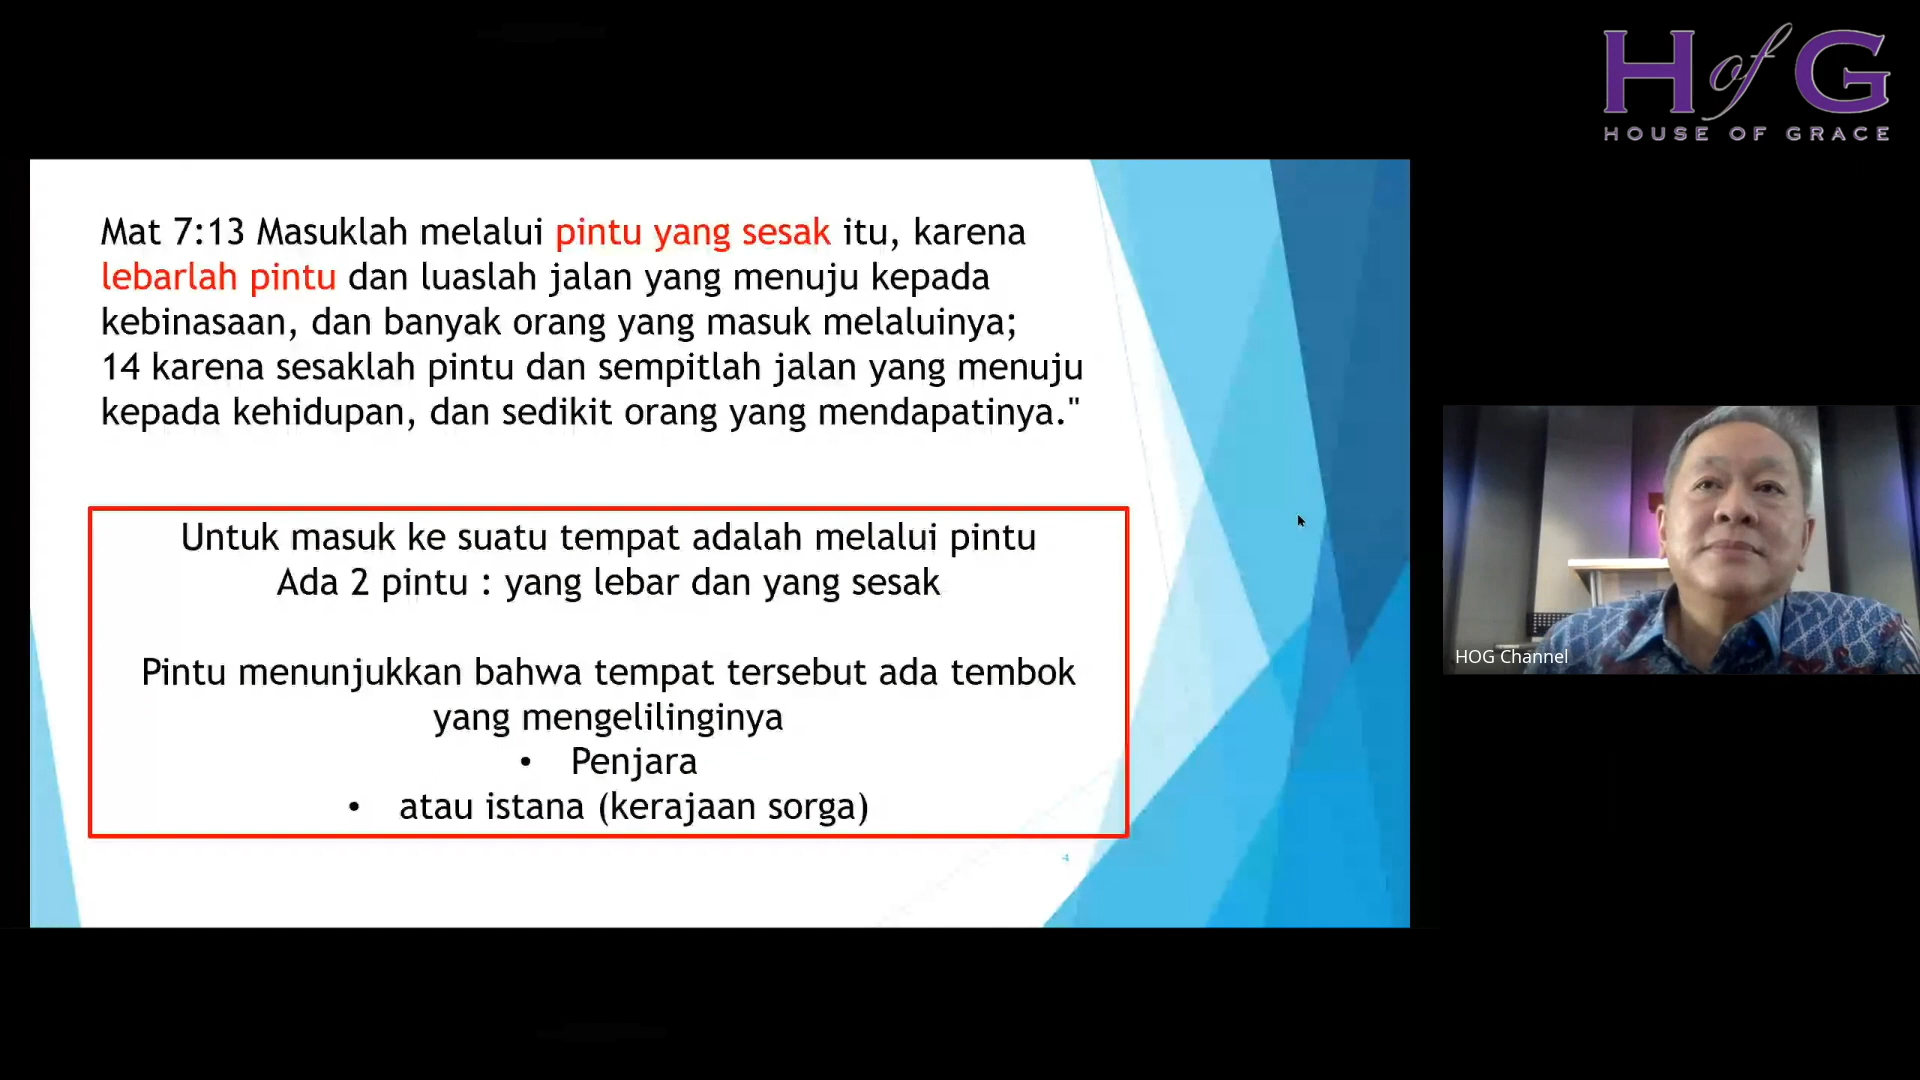 H of G
HOUSE OF GRACE
Mat 7:13 Masuklah melalui pintu yang sesak itu, karena
lebarlah pintu dan luaslah jalan yang menuju kepada
kebinasaan, dan banyak orang yang masuk melaluinya;
14 karena sesaklah pintu dan sempitlah jalan yang menuju
kepada kehidupan, dan sedikit orang yang mendapatinya."
Untuk masuk ke suatu tempat adalah melalui pintu
Ada 2 pintu : yang lebar dan yang sesak
Pintu menunjukkan bahwa tempat tersebut ada tembok
yang mengelilinginya
• Penjara
• atau istana (kerajaan sorga)
4
HOG Channel